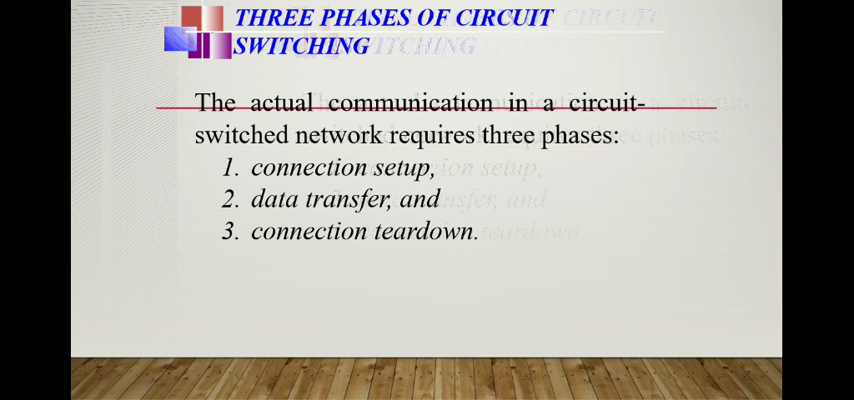 THREE PHASES OF CIRCUIT
SWITCHING
The actual communication in a circuit-
switched network requires three phases:
1. connection setup,
2. data transfer, and
3. connection teardown.